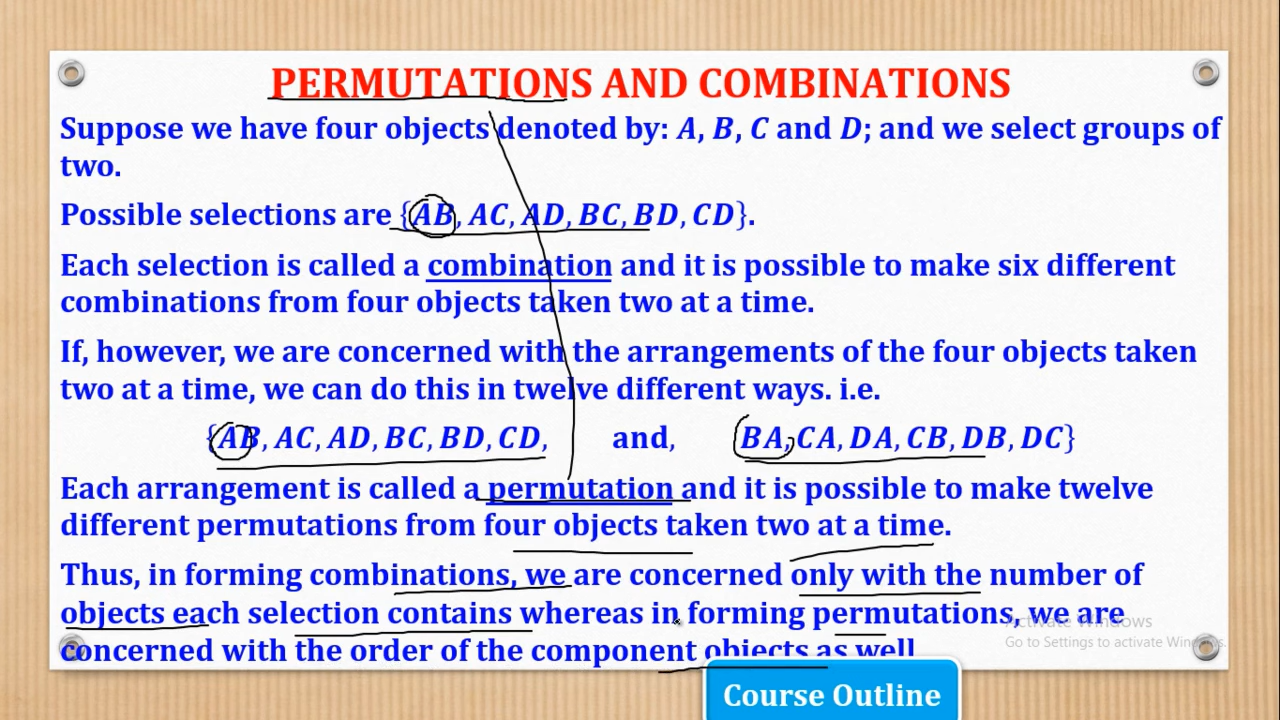 PERMUTATIONS AND COMBINATIONS
Suppose we have four objects denoted by: A, B, C and D; and we select groups of
two.
Possible selections are {AB, AC, AD, BC, BD, CD}.
Each selection is called a combination and it is possible to make six different
combinations from four objects taken two at a time.
If, however, we are concerned with the arrangements of the four objects taken
two at a time, we can do this in twelve different ways. i.e.
{AB, AC, AD, BC, BD, CD, and, BA, CA, DA, CB, DB, DC}
Each arrangement is called a permutation and it is possible to make twelve
different permutations from four objects taken two at a time.
Thus, in forming combinations, we are concerned only with the number of
objects each selection contains whereas in forming permutations, we are
concerned with the order of the component objects as well
Activate Windows
Go to Settings to activate Windows.
Course Outline